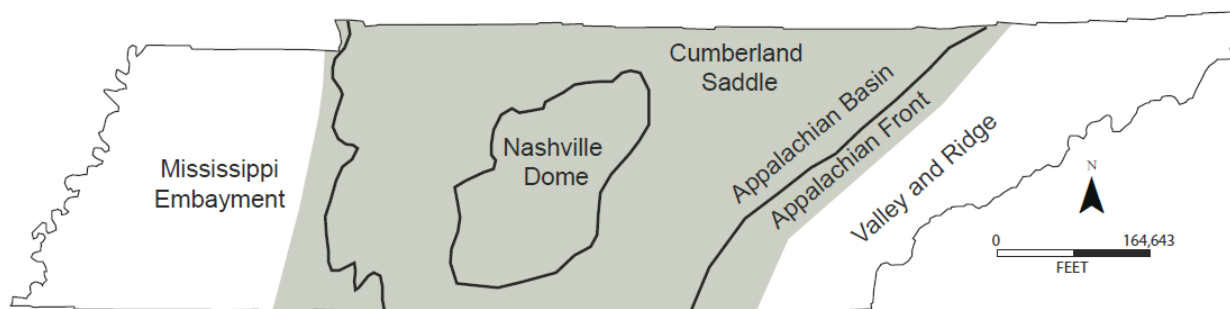 Cumberland
Saddle
Nashville
Dome
Mississippi
Embayment
Appalachian Basin
Appalachian Front
Valley and Ridge
N
0 164,643
FEET